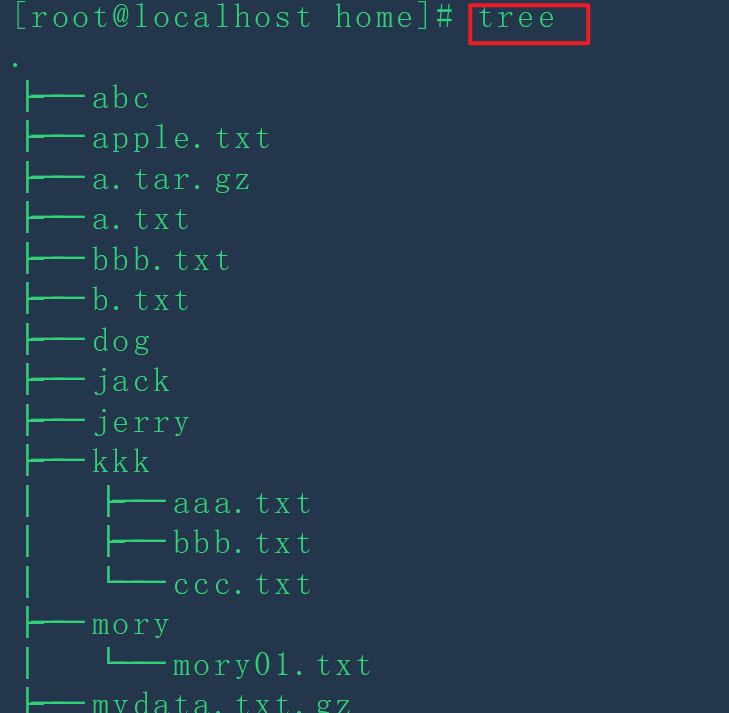 [root@localhost home]# tree
.
├──abc
├──apple.txt
├──a.tar.gz
├──a.txt
├──bbb.txt
├──b.txt
├──dog
├──jack
├──jerry
├──kkk
│   ├──aaa.txt
│   ├──bbb.txt
│   └──ccc.txt
├──mory
│   └──mory01.txt
├──mydata.txt.gz